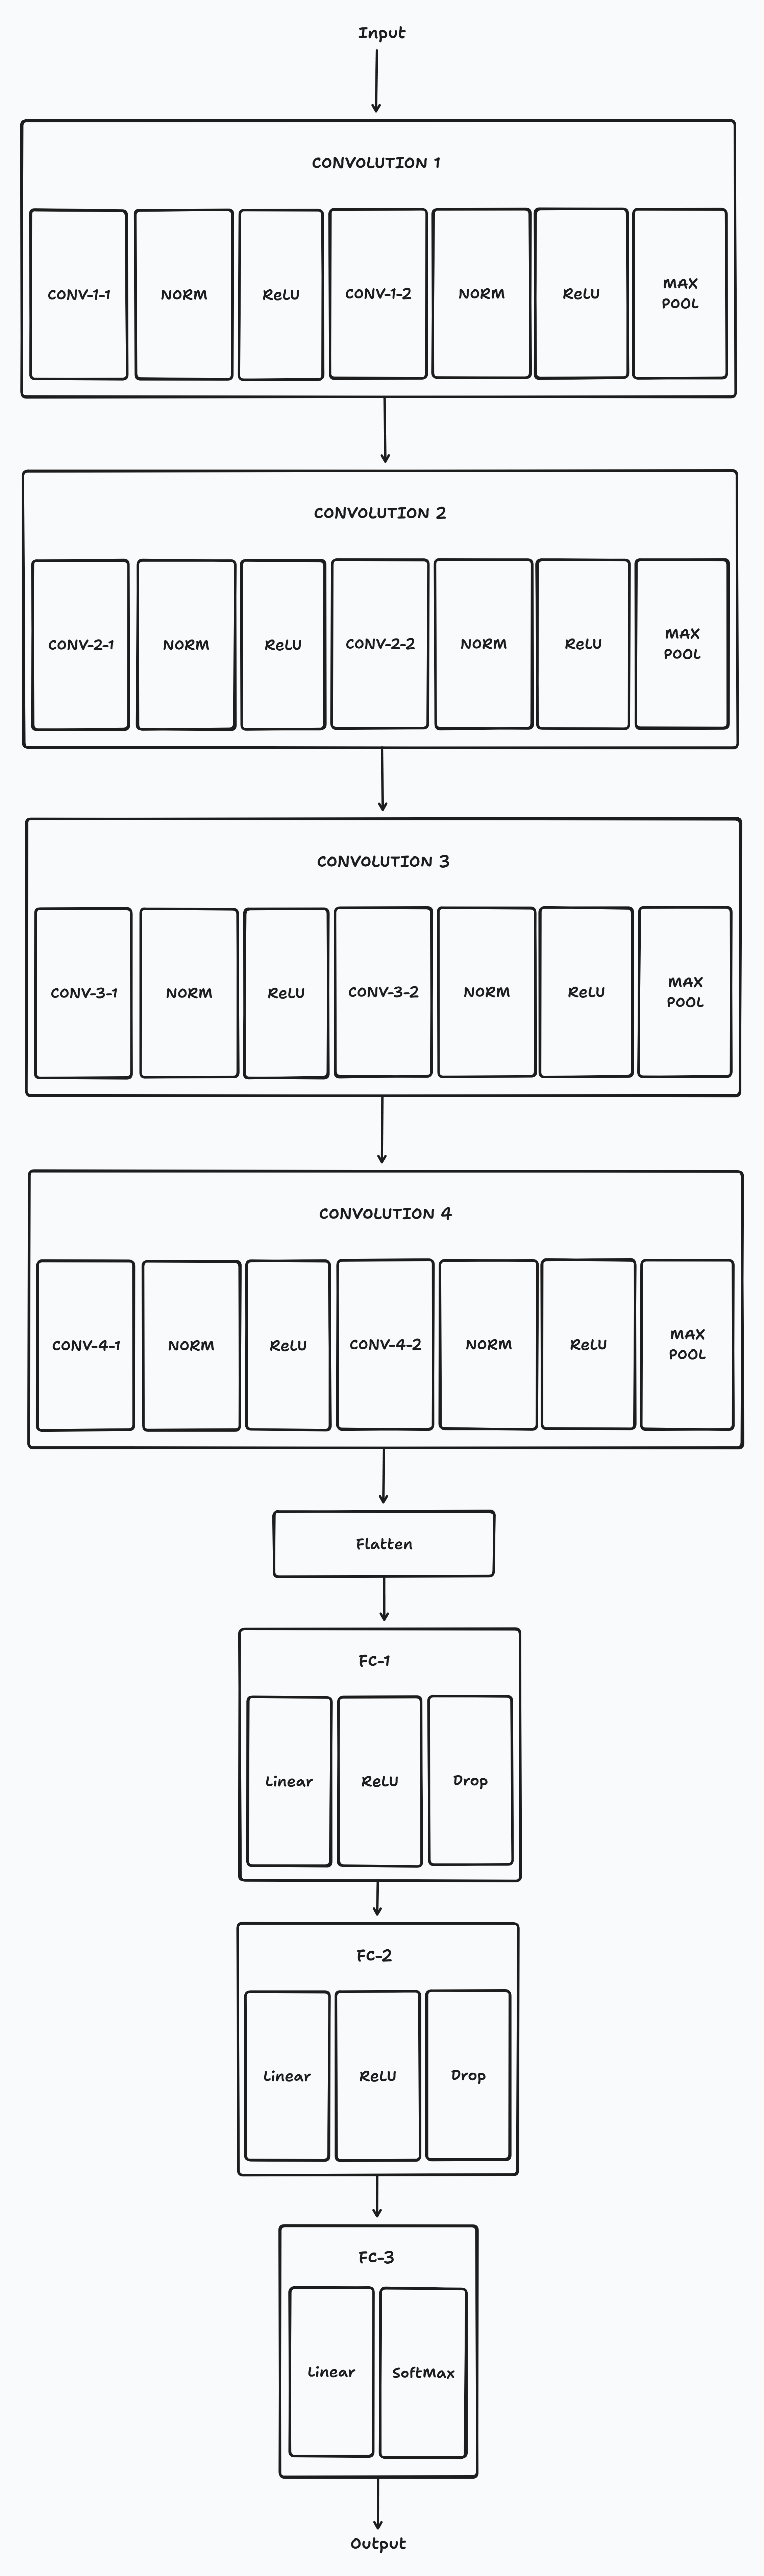 Input
CONVOLUTION 1
CONV-1-1 NORM ReLU CONV-1-2 NORM ReLU MAX
POOL
CONVOLUTION 2
CONV-2-1 NORM ReLU CONV-2-2 NORM ReLU MAX
POOL
CONVOLUTION 3
CONV-3-1 NORM ReLU CONV-3-2 NORM ReLU MAX
POOL
CONVOLUTION 4
CONV-4-1 NORM ReLU CONV-4-2 NORM ReLU MAX
POOL
Flatten
FC-1
Linear ReLU Drop
FC-2
Linear ReLU Drop
FC-3
Linear SoftMax
Output